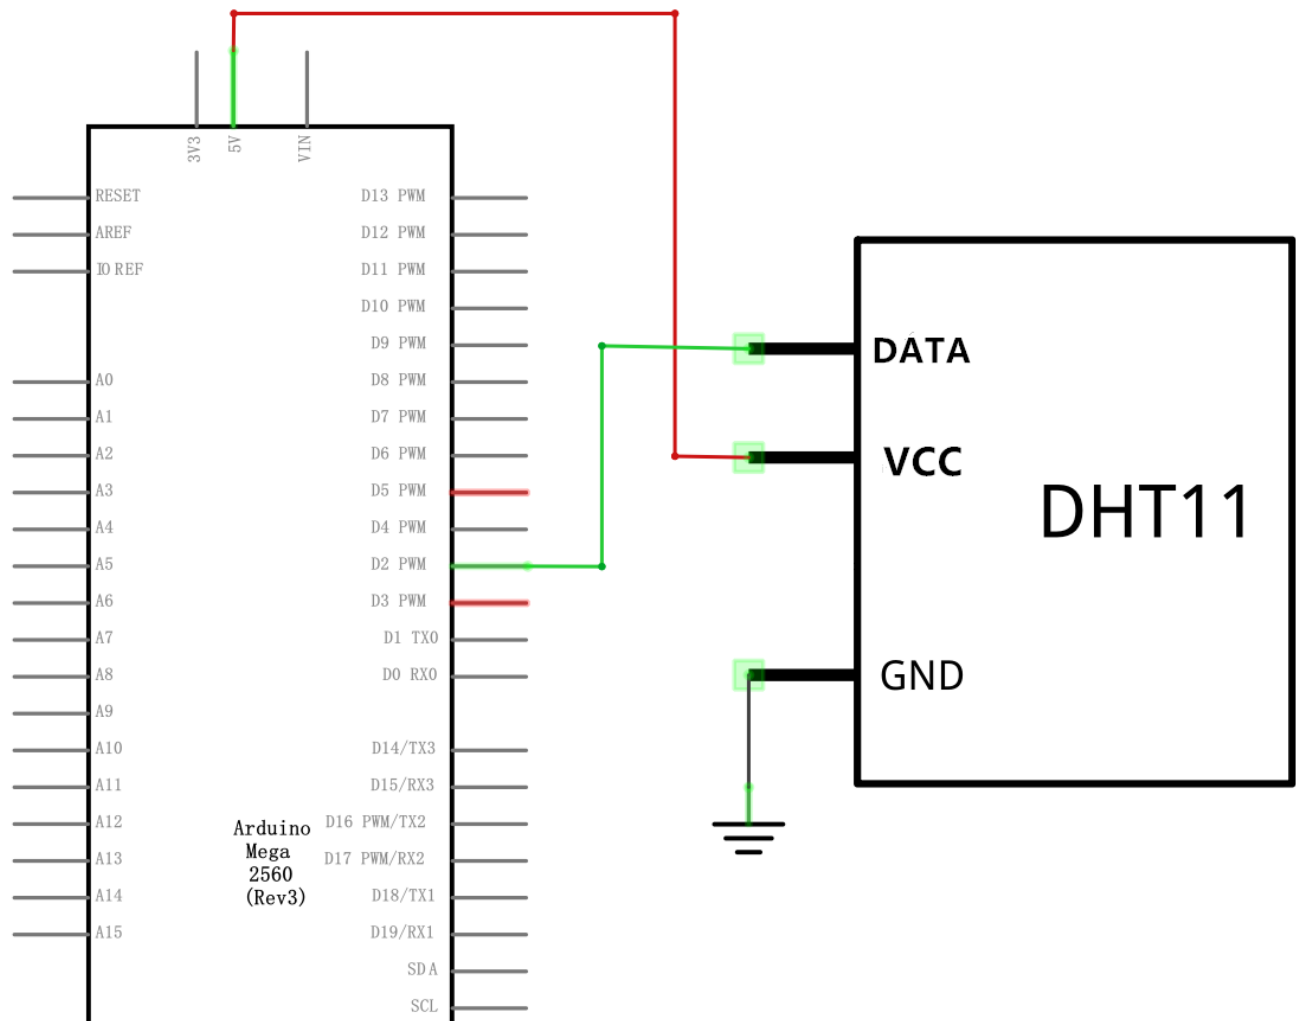 3V3
5V
VIN
RESET
AREF
IO REF
A0
A1
A2
A3
A4
A5
A6
A7
A8
A9
A10
A11
A12
A13
A14
A15
D13 PWM
D12 PWM
D11 PWM
D10 PWM
D9 PWM
D8 PWM
D7 PWM
D6 PWM
D5 PWM
D4 PWM
D2 PWM
D3 PWM
D1 TX0
D0 RX0
D14/TX3
D15/RX3
D16 PWM/TX2
D17 PWM/RX2
D18/TX1
D19/RX1
SDA
SCL
Arduino
Mega
2560
(Rev3)
DATA
VCC
DHT11
GND